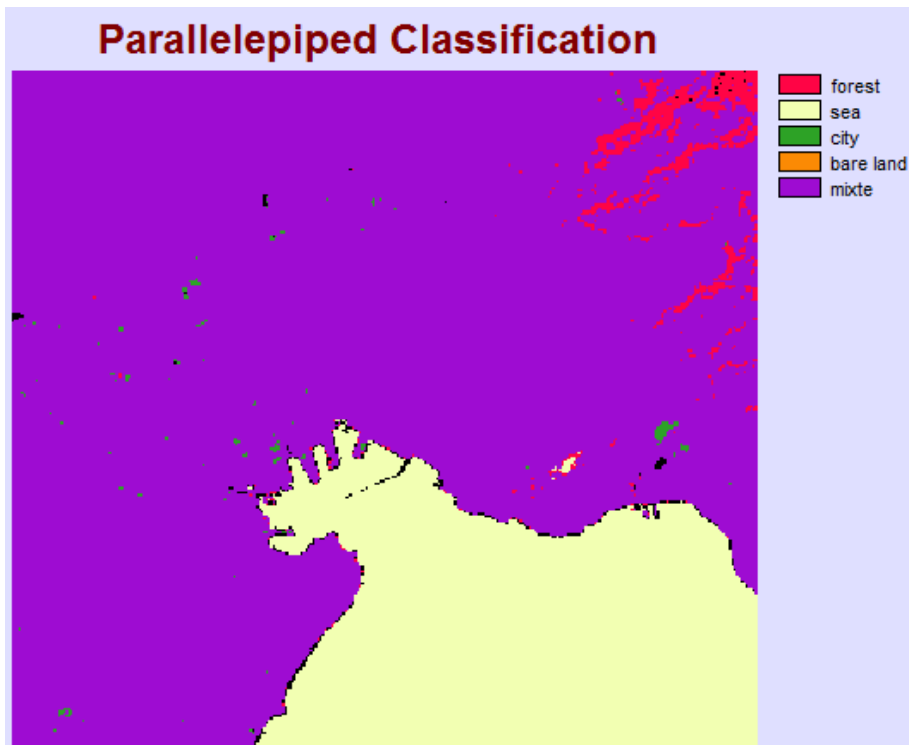 Parallelepiped Classification
forest
sea
city
bare land
mixte